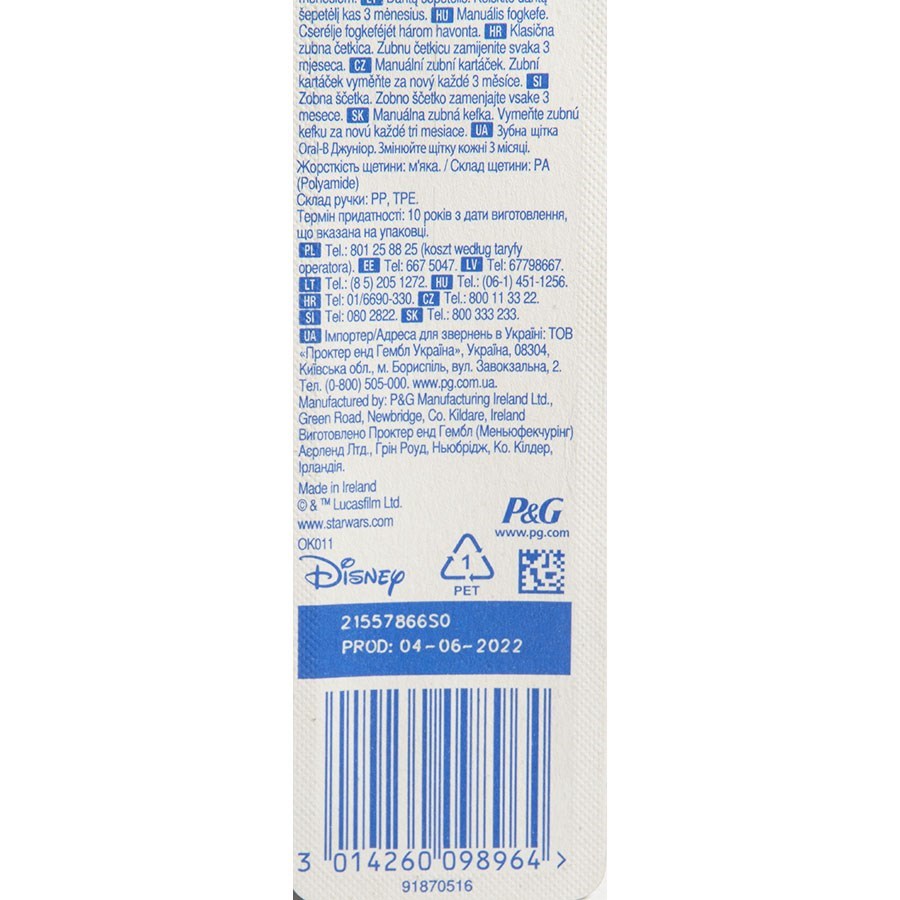 mėnesiom. LT Dantų šepetėlis. Keiskite dantų
šepetėlį kas 3 mėnesius. HU Manuális fogkefe.
Cserélje fogkeféjét három havonta. HR Klasična
zubna četkica. Zubnu četkicu zamijenite svaka 3
mjeseca. CZ Manuální zubní kartáček. Zubní
kartáček vyměňte za nový každé 3 měsíce. SI
Zobna ščetka. Zobno ščetko zamenjajte vsake 3
mesece. SK Manuálna zubná kefka. Vymeňte zubnú
kefku za novú každé tri mesiace. UA Зубна щітка
Oral-B Джуніор. Змінюйте щітку кожні 3 місяці.
Жорсткість щетини: м'яка. / Склад щетини: PA
(Polyamide)
Склад ручки: PP, TPE.
Термін придатності: 10 років з дати виготовлення,
що вказана на упаковці.
PL Tel.: 801 25 88 25 (koszt według taryfy
operatora). EE Tel: 667 5047. LV Tel: 67798667.
LT Tel.: (8 5) 205 1272. HU Tel.: (06-1) 451-1256.
HR Tel: 01/6690-330. CZ Tel.: 800 11 33 22.
SI Tel: 080 2822. SK Tel.: 800 333 233.
UA Імпортер/Адреса для звернень в Україні: ТОВ
«Проктер енд Гембл Україна», Україна, 08304,
Київська обл., м. Бориспіль, вул. Завокзальна, 2.
Тел. (0-800) 505-000. www.pg.com.ua.
Manufactured by: P&G Manufacturing Ireland Ltd.,
Green Road, Newbridge, Co. Kildare, Ireland
Виготовлено Проктер енд Гембл (Меньюфекчурінг)
Аєрленд Лтд., Грін Роуд, Ньюбрідж, Ко. Кілдер,
Ірландія.
Made in Ireland
© & ™ Lucasfilm Ltd.
www.starwars.com
P&G
www.pg.com
OK011
Disney
1
PET
21557866S0
PROD: 04-06-2022
3 014260 098964 >
91870516